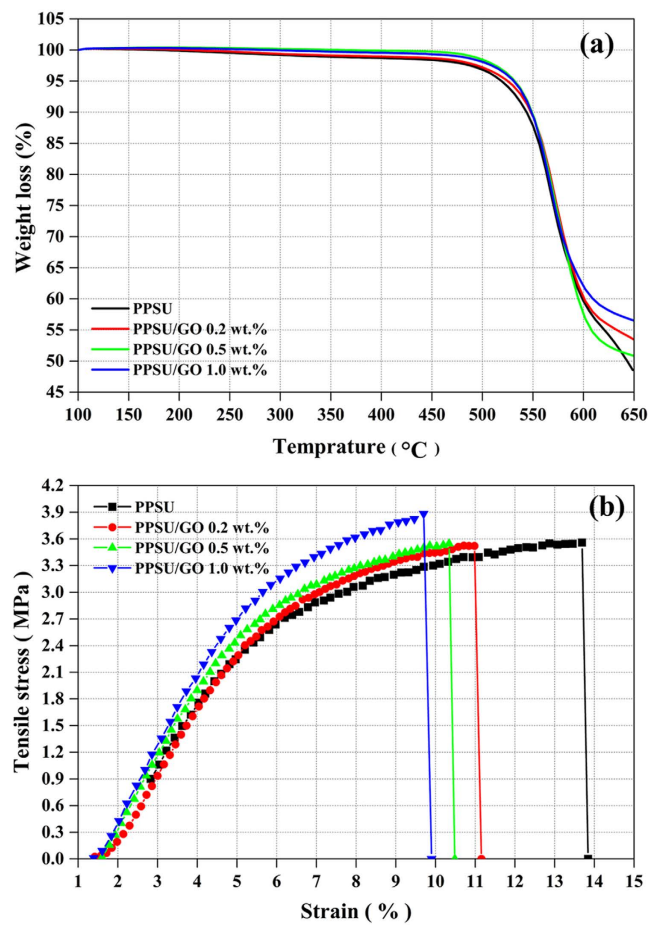 105
100
95
90
85
80
75
70
65
60
55
50
45
Weight loss (%)
(a)
PPSU
PPSU/GO 0.2 wt.%
PPSU/GO 0.5 wt.%
PPSU/GO 1.0 wt.%
100 150 200 250 300 350 400 450 500 550 600 650
Temprature ( °C )
4.2
3.9
3.6
3.3
3.0
2.7
2.4
2.1
1.8
1.5
1.2
0.9
0.6
0.3
0.0
Tensile stress ( MPa)
(b)
PPSU
PPSU/GO 0.2 wt.%
PPSU/GO 0.5 wt.%
PPSU/GO 1.0 wt.%
1 2 3 4 5 6 7 8 9 10 11 12 13 14 15
Strain ( % )